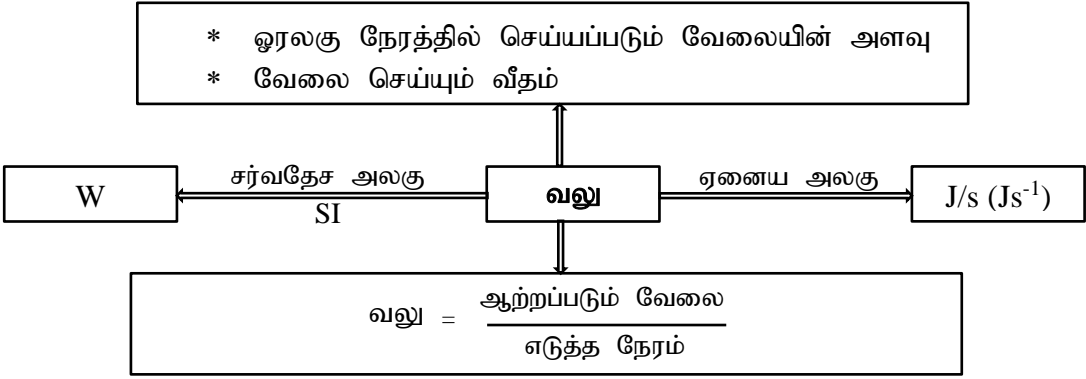 * ஓரலகு நேரத்தில் செய்யப்படும் வேலையின் அளவு
* வேலை செய்யும் வீதம்
W
சர்வதேச அலகு
SI
வலு
ஏனைய அலகு
J/s (Js⁻¹)
வலு = ஆற்றப்படும் வேலை
எடுத்த நேரம்